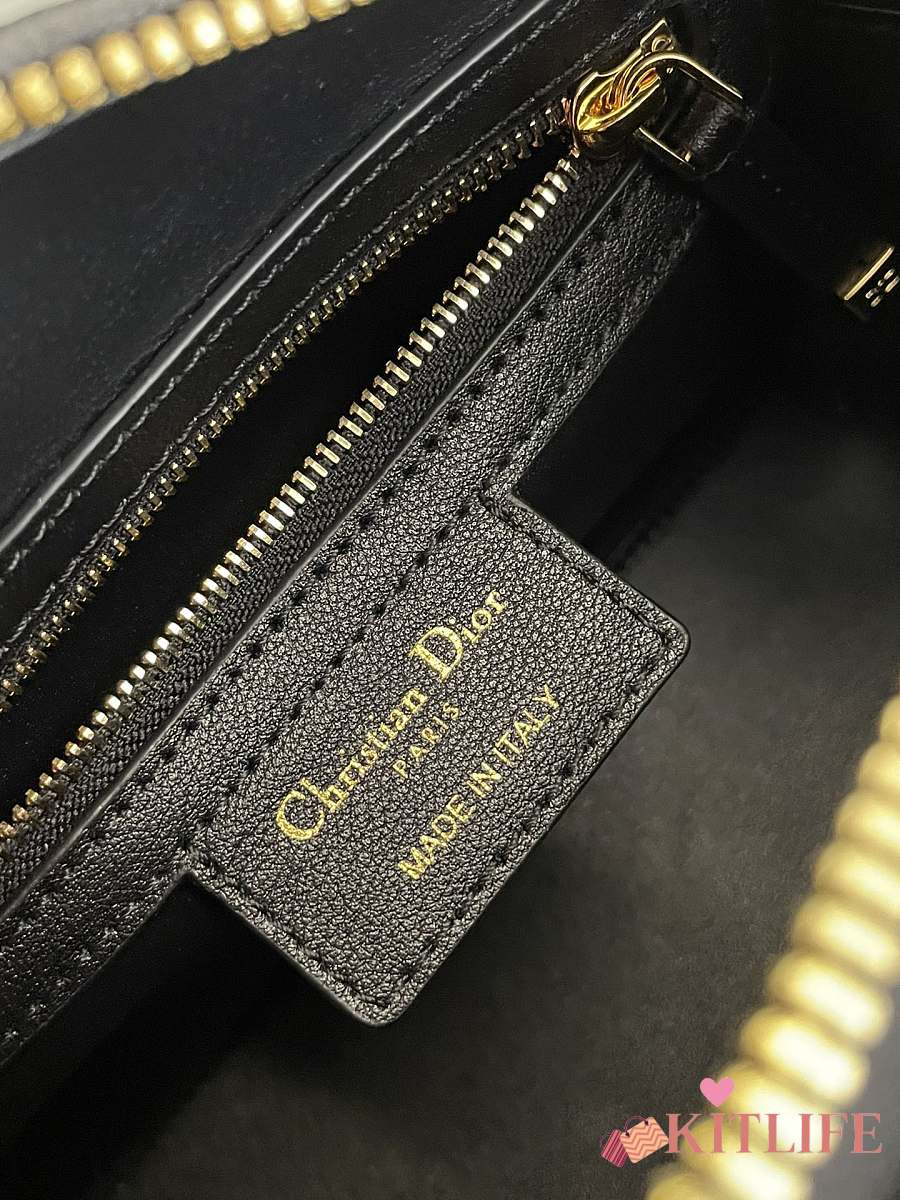 Christian Dior
PARIS
MADE IN ITALY
KITLIFE